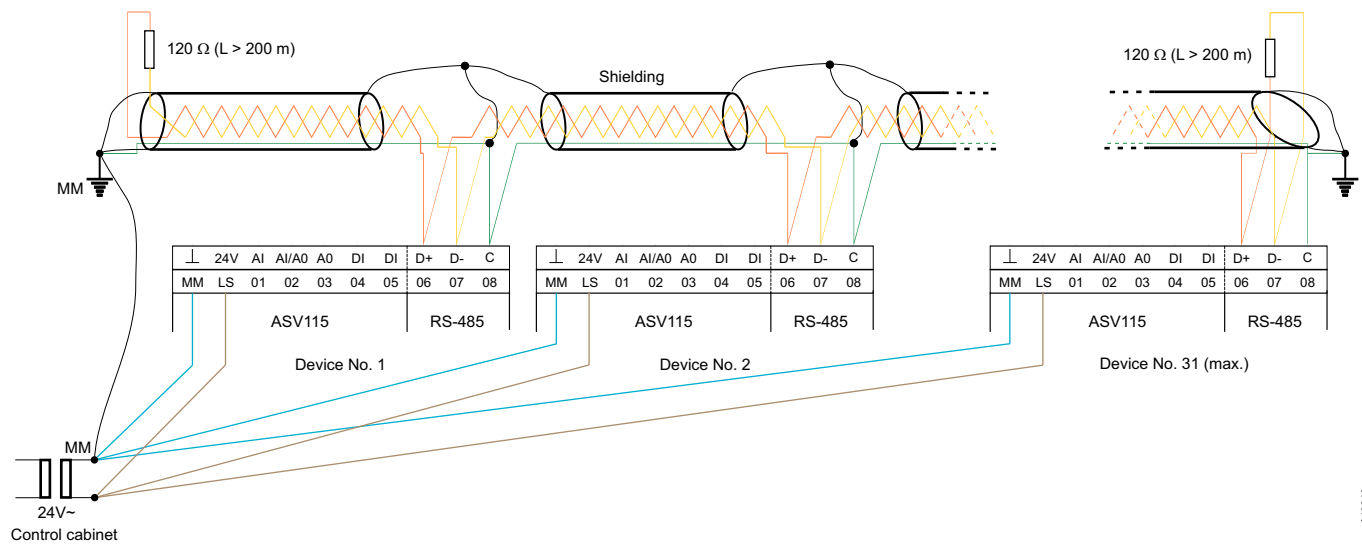 120 Ω (L > 200 m)
Shielding
120 Ω (L > 200 m)
MM
⊥ 24V AI AI/A0 A0 DI DI D+ D- C
MM LS 01 02 03 04 05 06 07 08
ASV115 RS-485
Device No. 1
⊥ 24V AI AI/A0 A0 DI DI D+ D- C
MM LS 01 02 03 04 05 06 07 08
ASV115 RS-485
Device No. 2
⊥ 24V AI AI/A0 A0 DI DI D+ D- C
MM LS 01 02 03 04 05 06 07 08
ASV115 RS-485
Device No. 31 (max.)
MM
24V~
Control cabinet